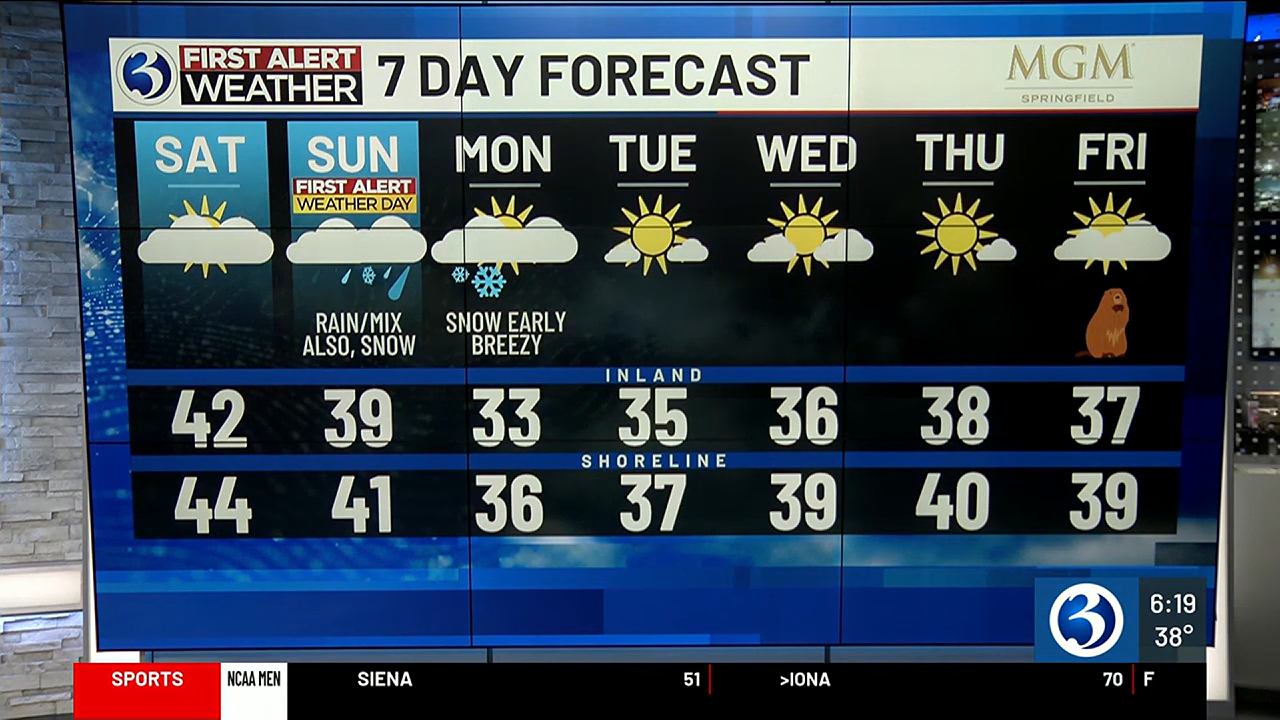 3 FIRST ALERT
WEATHER
7 DAY FORECAST
MGM
SPRINGFIELD
SAT SUN MON TUE WED THU FRI
FIRST ALERT
WEATHER DAY
RAIN/MIX
ALSO, SNOW
SNOW EARLY
BREEZY
INLAND
42 39 33 35 36 38 37
SHORELINE
44 41 36 37 39 40 39
3
6:19
38°
SPORTS NCAA MEN SIENA 51 >IONA 70 F